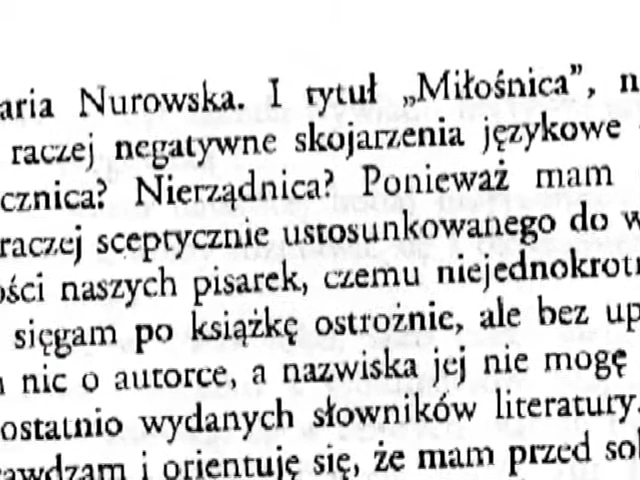 aria Nurowska. I tytuł „Miłośnica”, n
raczej negatywne skojarzenia językowe
cznica? Nierządnica? Ponieważ mam
raczej sceptycznie ustosunkowanego do w
ości naszych pisarek, czemu niejednokrotn
sięgam po książkę ostrożnie, ale bez up
nic o autorce, a nazwiska jej nie mogę
ostatnio wydanych słowników literatury.
awdzam i orientuję się, że mam przed sob